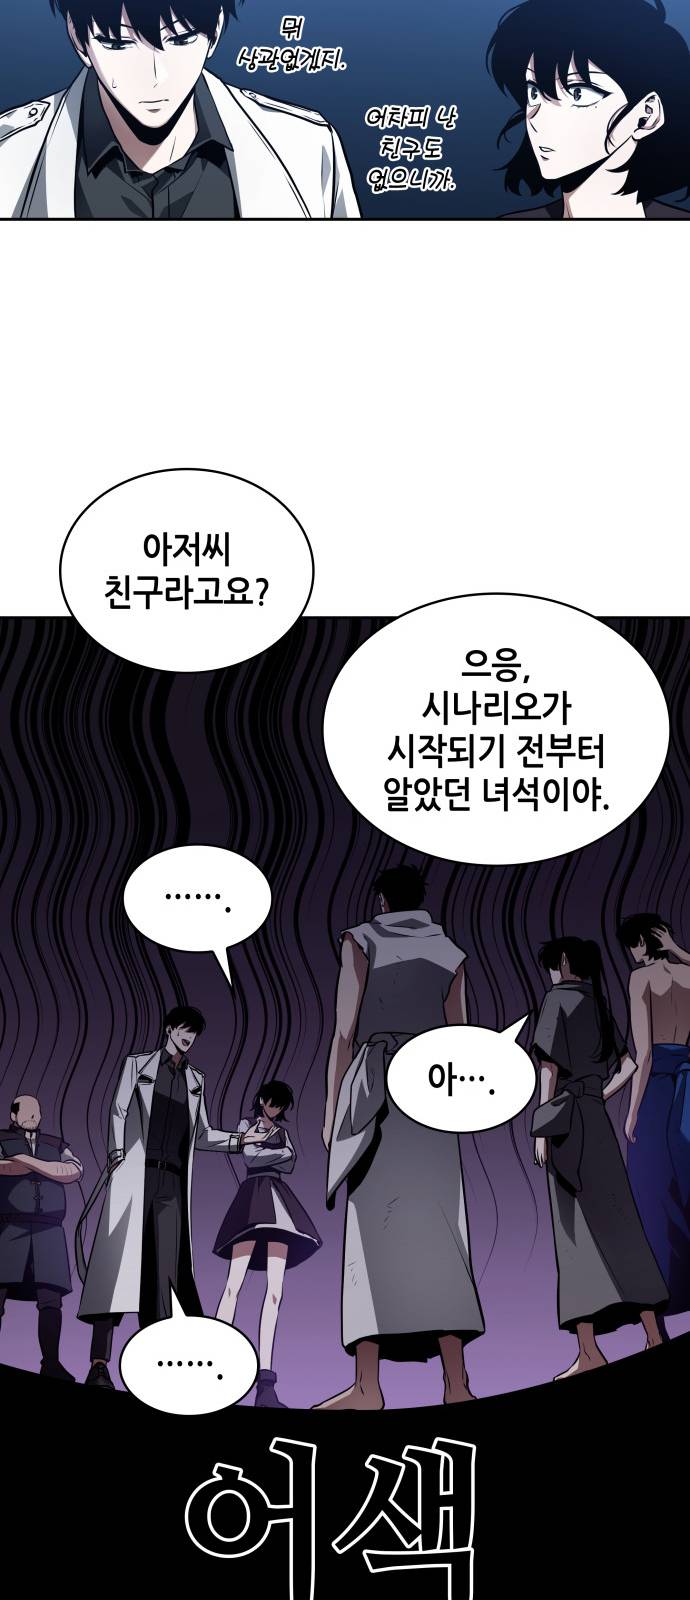 뭐
상관없겠지.
어차피 난
친구도
없으니까.
아저씨
친구라고요?
으응,
시나리오가
시작되기 전부터
알았던 녀석이야.
…….
아….
…….
어색